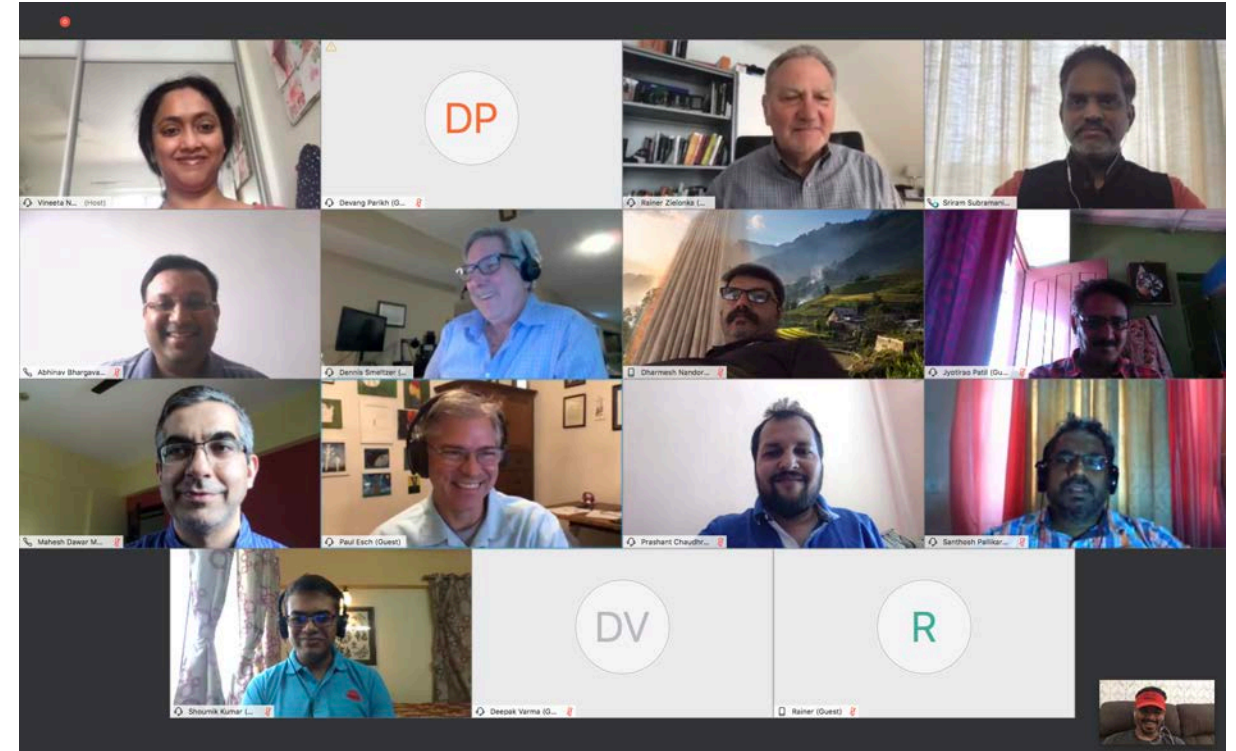 DP
Vineeta N... (Host)
Devang Parikh (G...
Rainer Zielonka (...
Sriram Subramani...
Abhinav Bhargava...
Dennis Smeltzer (...
Dharmesh Nandor...
Jyotirao Patil (Gu...
Mahesh Dawar M...
Paul Esch (Guest)
Prashant Chaudhr...
Santhosh Pallikar...
DV
R
Shoumik Kumar (...
Deepak Varma (G...
Rainer (Guest)